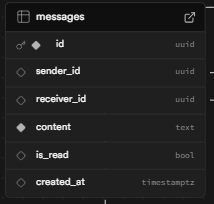 messages
id uuid
sender_id uuid
receiver_id uuid
content text
is_read bool
created_at timestamptz